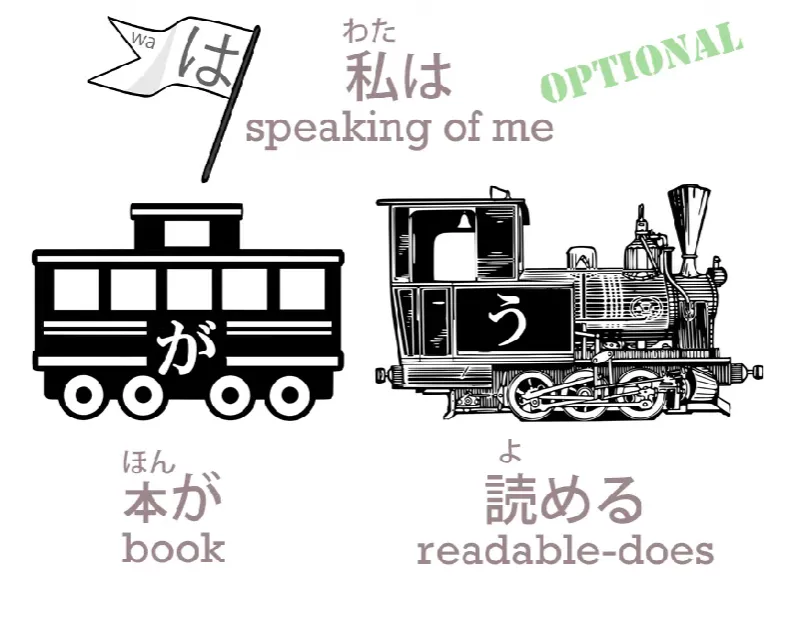 wa
は
わた
私は
speaking of me
OPTIONAL
が
う
ほん
本が
book
よ
読める
readable-does